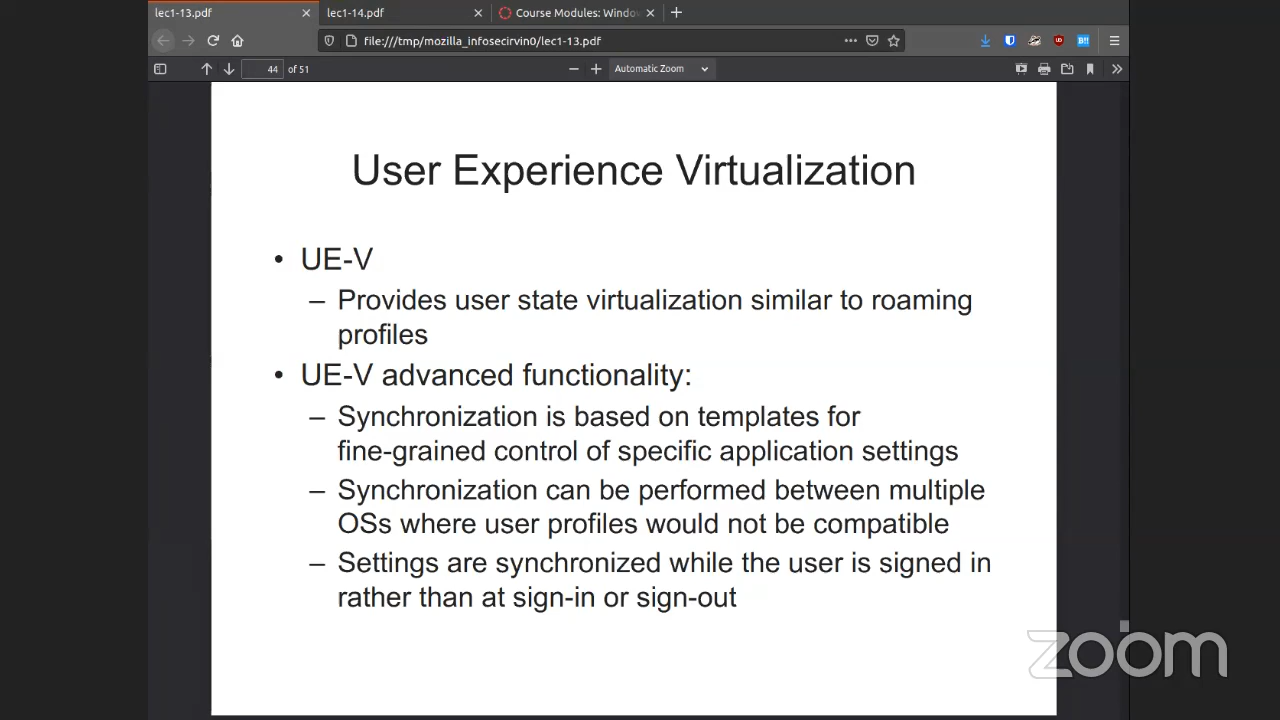 lec1-13.pdf
lec1-14.pdf
Course Modules: Window
file:///tmp/mozilla_infosecirvin0/lec1-13.pdf
44 of 51
Automatic Zoom
User Experience Virtualization
• UE-V
– Provides user state virtualization similar to roaming
profiles
• UE-V advanced functionality:
– Synchronization is based on templates for
fine-grained control of specific application settings
– Synchronization can be performed between multiple
OSs where user profiles would not be compatible
– Settings are synchronized while the user is signed in
rather than at sign-in or sign-out
zoom